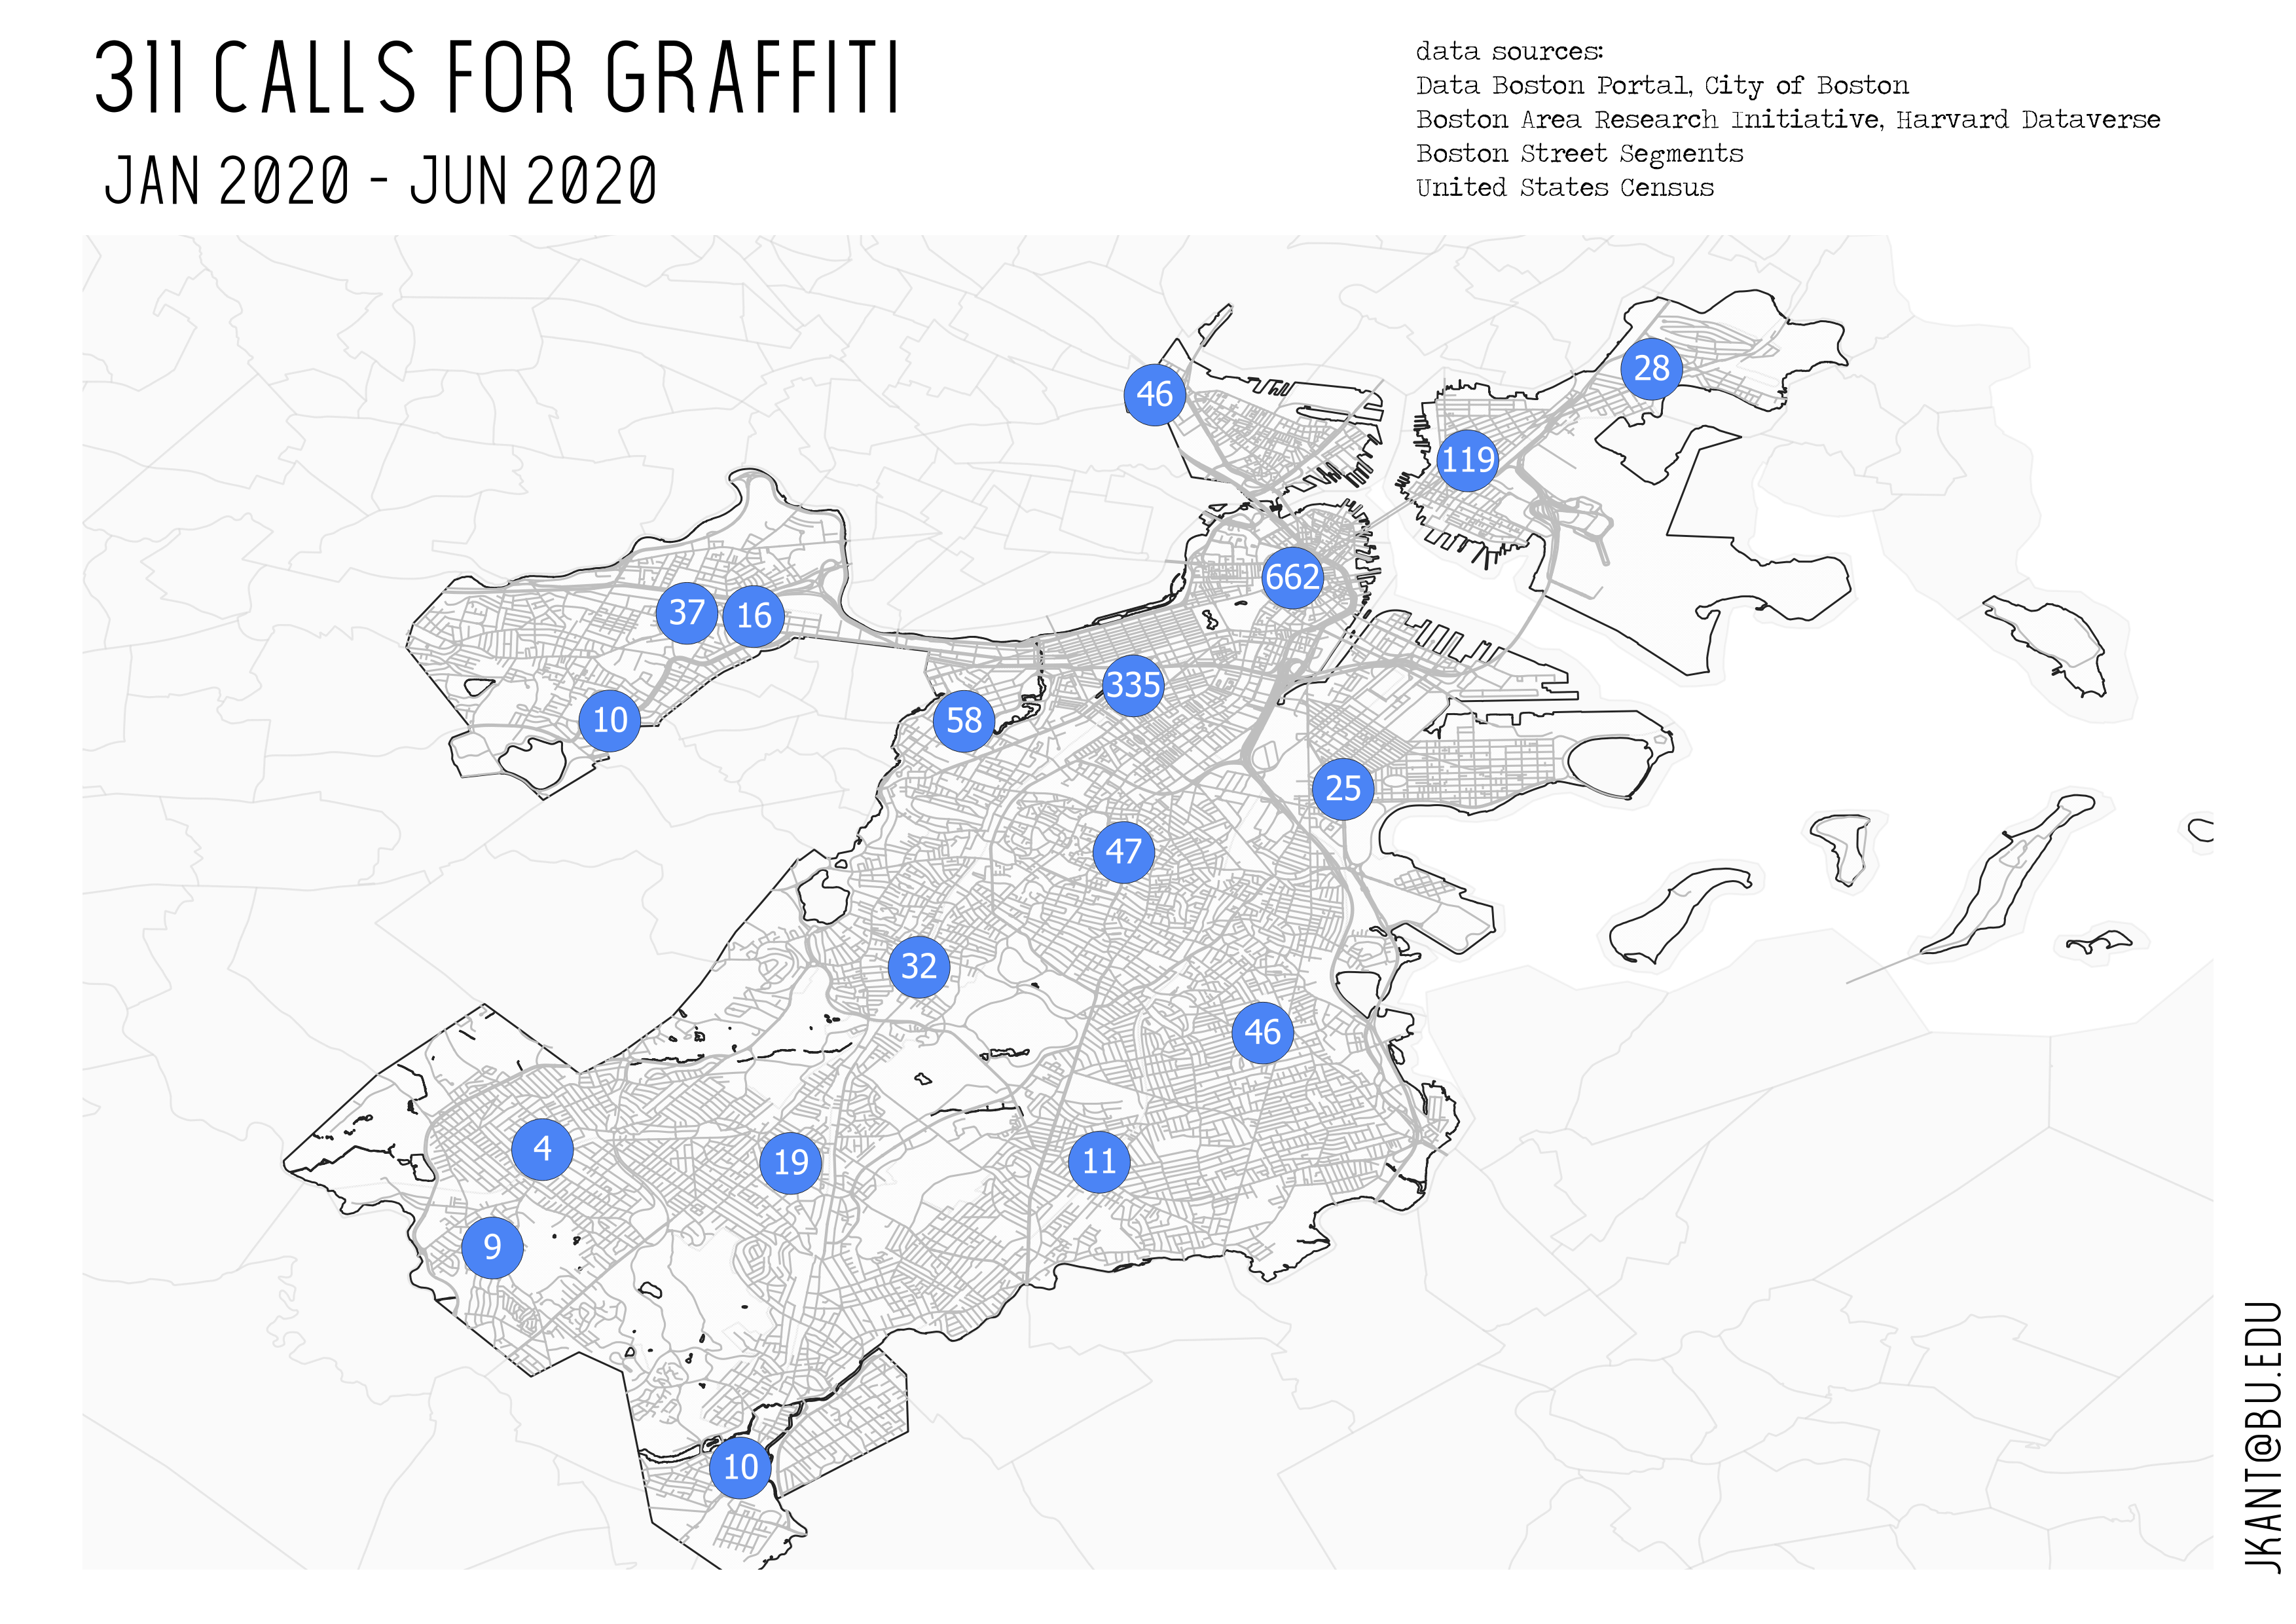 311 CALLS FOR GRAFFITI
JAN 2020 - JUN 2020
data sources:
Data Boston Portal, City of Boston
Boston Area Research Initiative, Harvard Dataverse
Boston Street Segments
United States Census
28
46
119
662
37
16
335
10
58
25
47
32
46
4
19
11
9
10
JKANT@BU.EDU